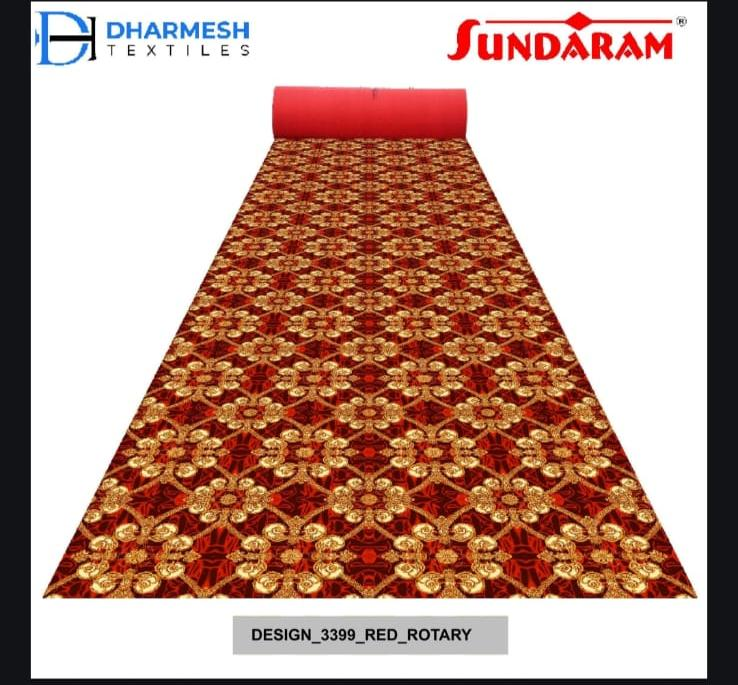 DHARMESH
TEXTILES
SUNDARAM®
DESIGN_3399_RED_ROTARY